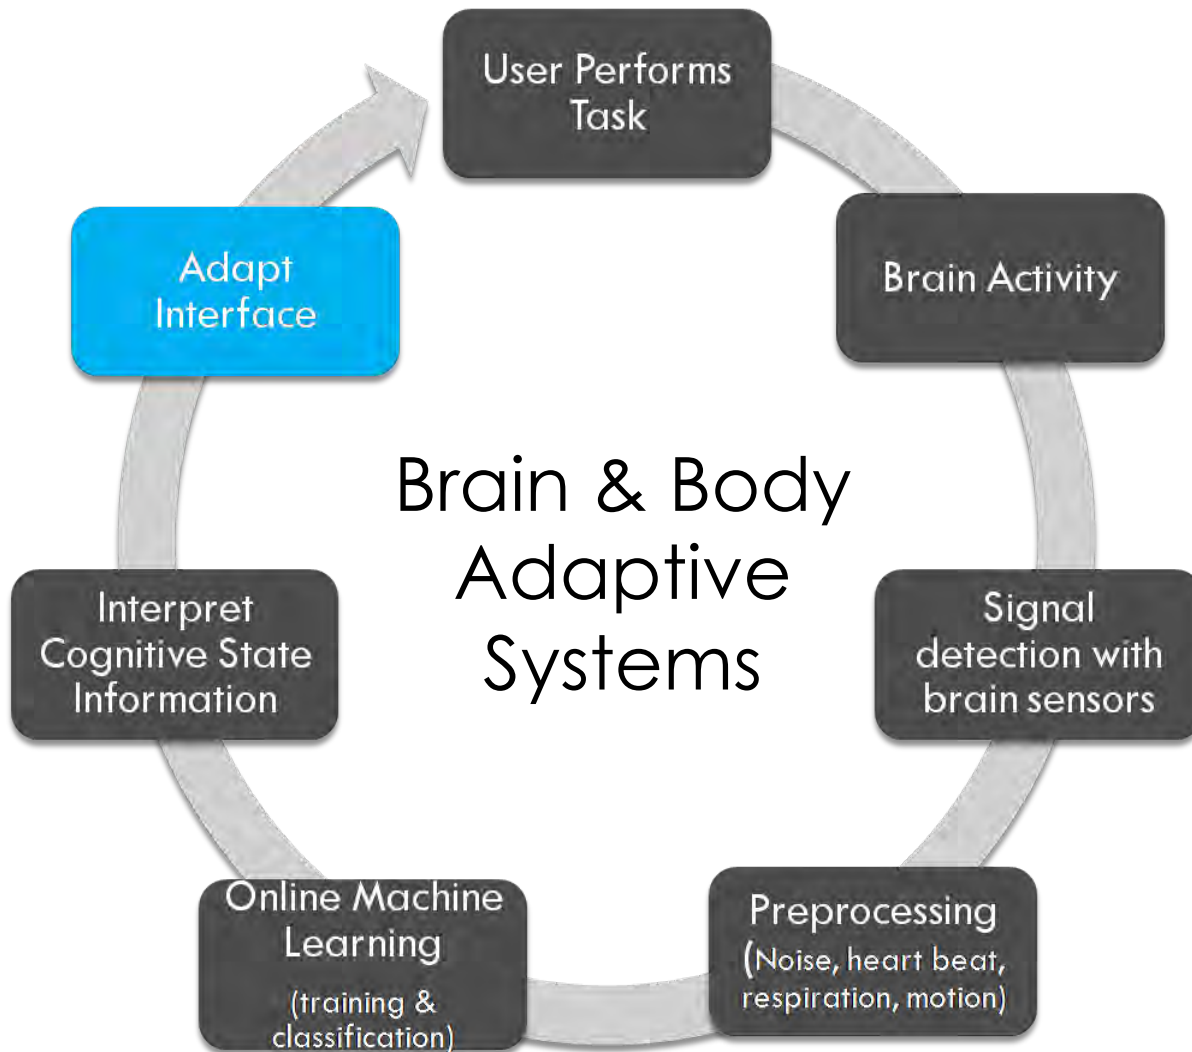 User Performs
Task
Brain Activity
Signal
detection with
brain sensors
Preprocessing
(Noise, heart beat,
respiration, motion)
Online Machine
Learning
(training &
classification)
Interpret
Cognitive State
Information
Adapt
Interface
Brain & Body
Adaptive
Systems